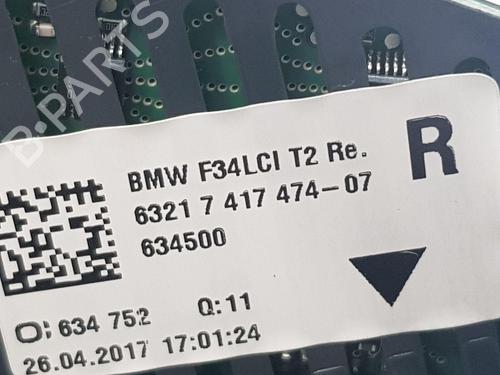 B-PARTS
BMW F34LCI T2 Re.
R
6321 7 417 474-07
634500
O; 634 752 Q:11
26.04.2017 17:01:24